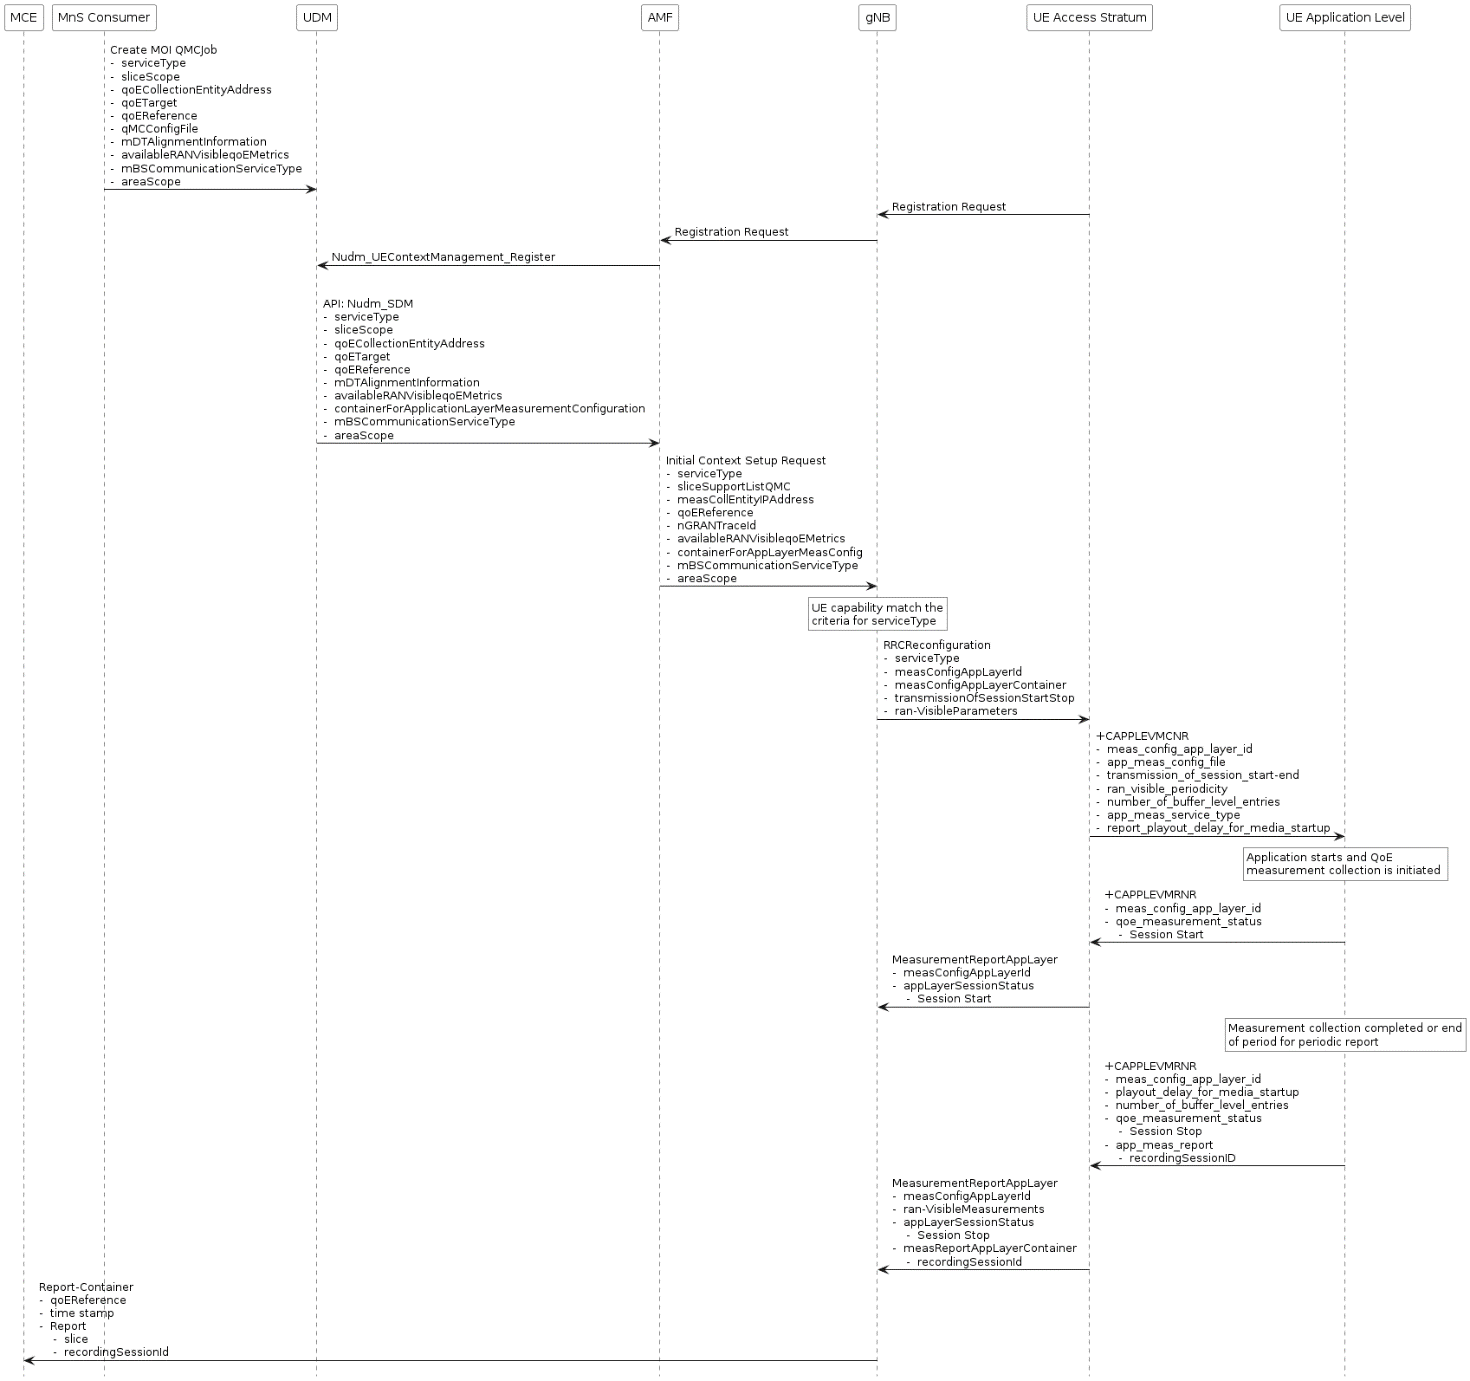 MCE
MnS Consumer
UDM
AMF
gNB
UE Access Stratum
UE Application Level
Create MOI QMCJob
- serviceType
- sliceScope
- qoECollectionEntityAddress
- qoETarget
- qoEReference
- qMCConfigFile
- mDTAlignmentInformation
- availableRANVisibleqoEMetrics
- mBSCommunicationServiceType
- areaScope
Registration Request
Registration Request
Nudm_UEContextManagement_Register
API: Nudm_SDM
- serviceType
- sliceScope
- qoECollectionEntityAddress
- qoETarget
- qoEReference
- mDTAlignmentInformation
- availableRANVisibleqoEMetrics
- containerForApplicationLayerMeasurementConfiguration
- mBSCommunicationServiceType
- areaScope
Initial Context Setup Request
- serviceType
- sliceSupportListQMC
- measCollEntityIPAddress
- qoEReference
- nGRANTraceId
- availableRANVisibleqoEMetrics
- containerForAppLayerMeasConfig
- mBSCommunicationServiceType
- areaScope
UE capability match the
criteria for serviceType
RRCReconfiguration
- serviceType
- measConfigAppLayerId
- measConfigAppLayerContainer
- transmissionOfSessionStartStop
- ran-VisibleParameters
+CAPPLEVMCNR
- meas_config_app_layer_id
- app_meas_config_file
- transmission_of_session_start-end
- ran_visible_periodicity
- number_of_buffer_level_entries
- app_meas_service_type
- report_playout_delay_for_media_startup
Application starts and QoE
measurement collection is initiated
+CAPPLEVMRNR
- meas_config_app_layer_id
- qoe_measurement_status
- Session Start
MeasurementReportAppLayer
- measConfigAppLayerId
- appLayerSessionStatus
- Session Start
Measurement collection completed or end
of period for periodic report
+CAPPLEVMRNR
- meas_config_app_layer_id
- playout_delay_for_media_startup
- number_of_buffer_level_entries
- qoe_measurement_status
- Session Stop
- app_meas_report
- recordingSessionID
MeasurementReportAppLayer
- measConfigAppLayerId
- ran-VisibleMeasurements
- appLayerSessionStatus
- Session Stop
- measReportAppLayerContainer
- recordingSessionId
Report-Container
- qoEReference
- time stamp
- Report
- slice
- recordingSessionId